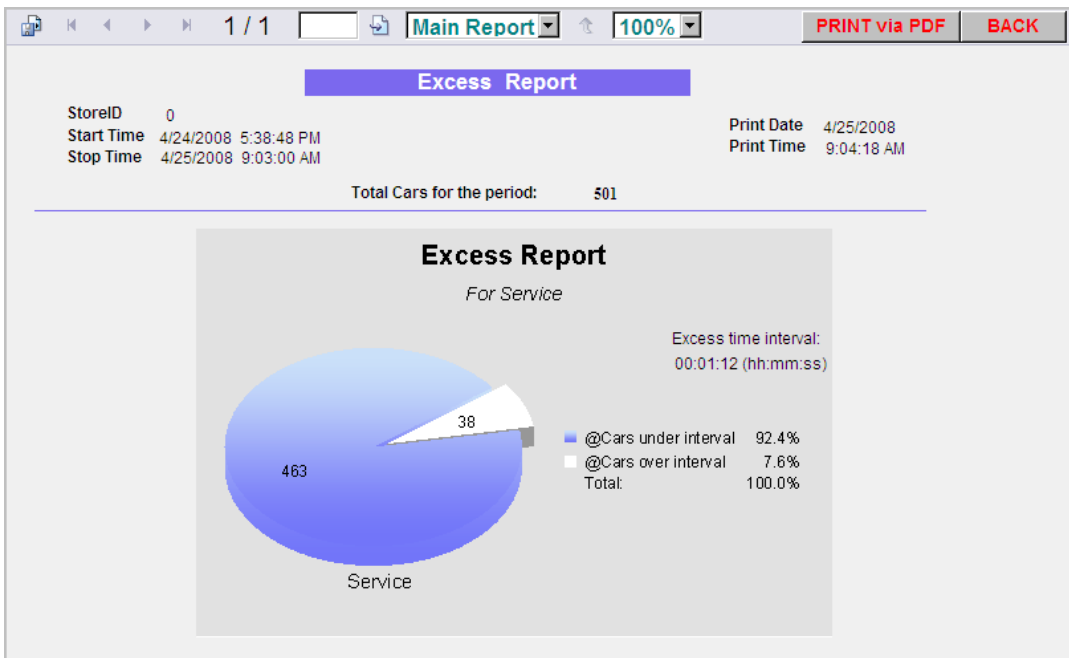 1 / 1 Main Report 100% PRINT via PDF BACK
Excess Report
StoreID 0
Start Time 4/24/2008 5:38:48 PM
Stop Time 4/25/2008 9:03:00 AM
Print Date 4/25/2008
Print Time 9:04:18 AM
Total Cars for the period: 501
Excess Report
For Service
Excess time interval:
00:01:12 (hh:mm:ss)
38
463
@Cars under interval 92.4%
@Cars over interval 7.6%
Total: 100.0%
Service